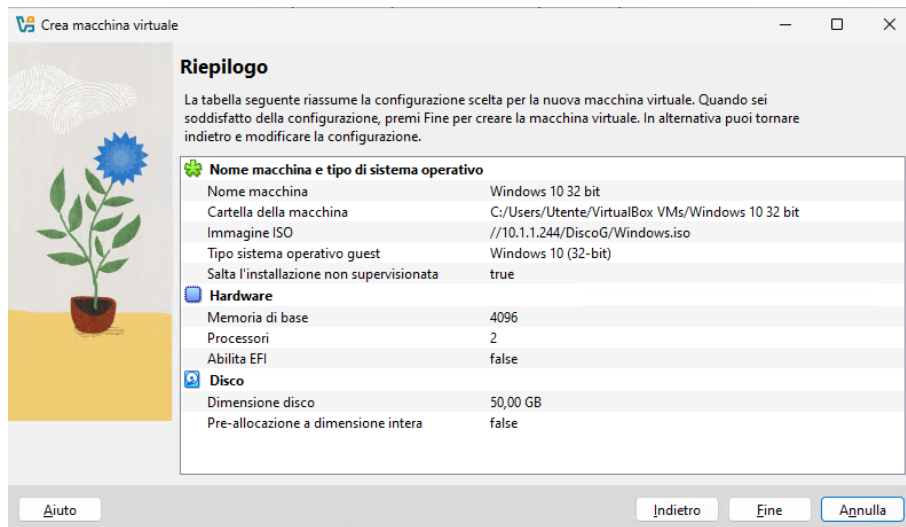 Crea macchina virtuale
Riepilogo
La tabella seguente riassume la configurazione scelta per la nuova macchina virtuale. Quando sei
soddisfatto della configurazione, premi Fine per creare la macchina virtuale. In alternativa puoi tornare
indietro e modificare la configurazione.
Nome macchina e tipo di sistema operativo
Nome macchina Windows 10 32 bit
Cartella della macchina C:/Users/Utente/VirtualBox VMs/Windows 10 32 bit
Immagine ISO //10.1.1.244/DiscoG/Windows.iso
Tipo sistema operativo guest Windows 10 (32-bit)
Salta l'installazione non supervisionata true
Hardware
Memoria di base 4096
Processori 2
Abilita EFI false
Disco
Dimensione disco 50,00 GB
Pre-allocazione a dimensione intera false
Aiuto Indietro Fine Annulla